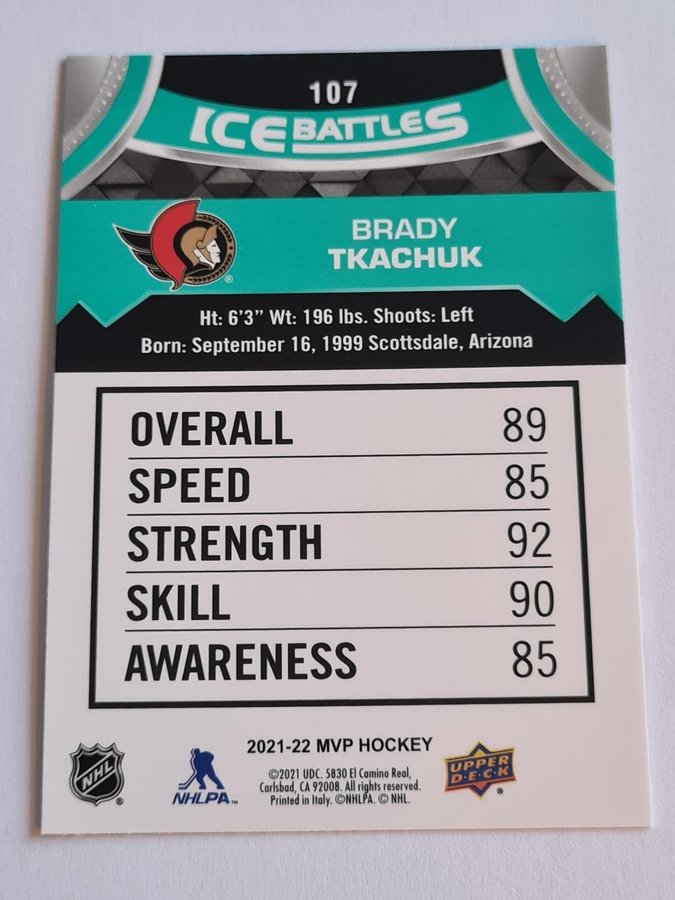 107
ICE BATTLES
BRADY
TKACHUK
®
Ht: 6'3" Wt: 196 lbs. Shoots: Left
Born: September 16, 1999 Scottsdale, Arizona
OVERALL 89
SPEED 85
STRENGTH 92
SKILL 90
AWARENESS 85
2021-22 MVP HOCKEY
©2021 UDC. 5830 El Camino Real,
Carlsbad, CA 92008. All rights reserved.
Printed in Italy. ©NHLPA. © NHL.
NHL ®
NHLPA™
UPPER
D·E·C·K ®